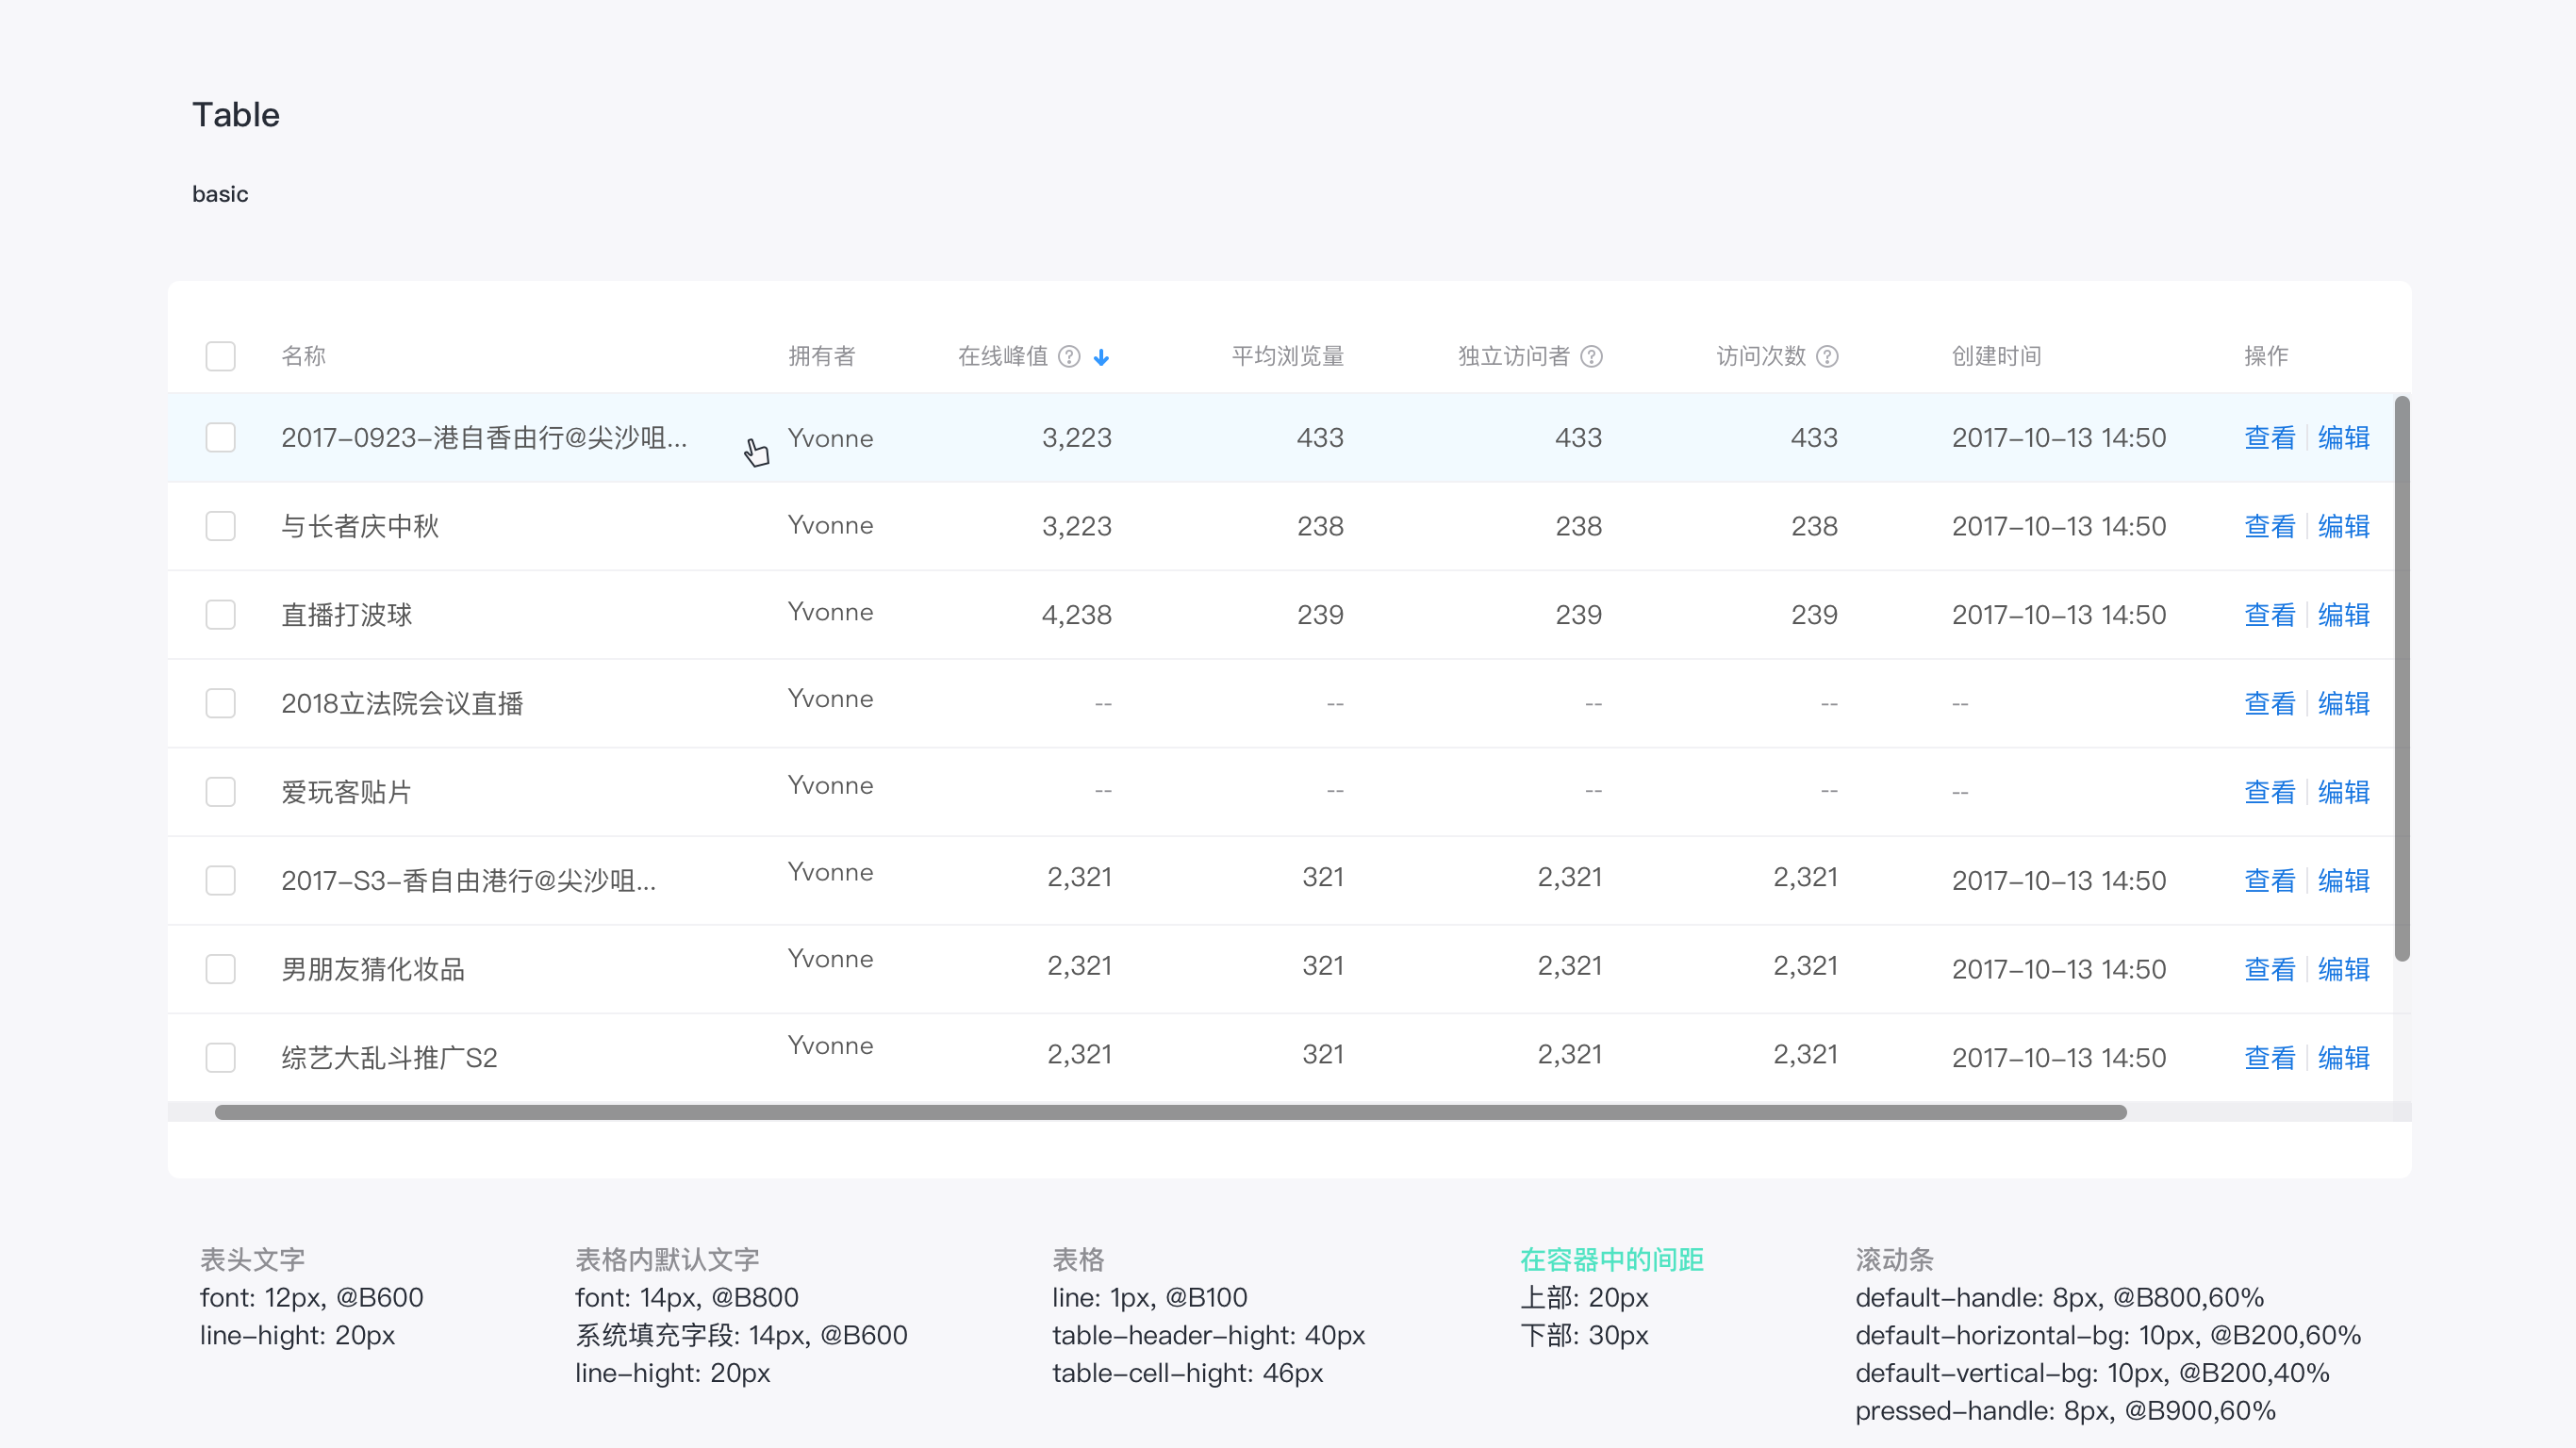 Table
basic
名称 拥有者 在线峰值 平均浏览量 独立访问者 访问次数 创建时间 操作
2017-0923-港自香由行@尖沙咀... Yvonne 3,223 433 433 433 2017-10-13 14:50 查看 编辑
与长者庆中秋 Yvonne 3,223 238 238 238 2017-10-13 14:50 查看 编辑
直播打波球 Yvonne 4,238 239 239 239 2017-10-13 14:50 查看 编辑
2018立法院会议直播 Yvonne -- -- -- -- -- 查看 编辑
爱玩客贴片 Yvonne -- -- -- -- -- 查看 编辑
2017-S3-香自由港行@尖沙咀... Yvonne 2,321 321 2,321 2,321 2017-10-13 14:50 查看 编辑
男朋友猜化妆品 Yvonne 2,321 321 2,321 2,321 2017-10-13 14:50 查看 编辑
综艺大乱斗推广S2 Yvonne 2,321 321 2,321 2,321 2017-10-13 14:50 查看 编辑
表头文字
font: 12px, @B600
line-hight: 20px
表格内默认文字
font: 14px, @B800
系统填充字段: 14px, @B600
line-hight: 20px
表格
line: 1px, @B100
table-header-hight: 40px
table-cell-hight: 46px
在容器中的间距
上部: 20px
下部: 30px
滚动条
default-handle: 8px, @B800,60%
default-horizontal-bg: 10px, @B200,60%
default-vertical-bg: 10px, @B200,40%
pressed-handle: 8px, @B900,60%